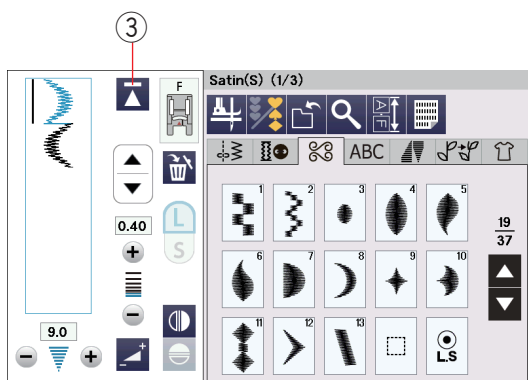 ③
Satin(S) (1/3)
F
A F
ABC
1 2 3 4 5
0.40
L
S
19
37
6 7 8 9 10
9.0
11 12 13
L.S